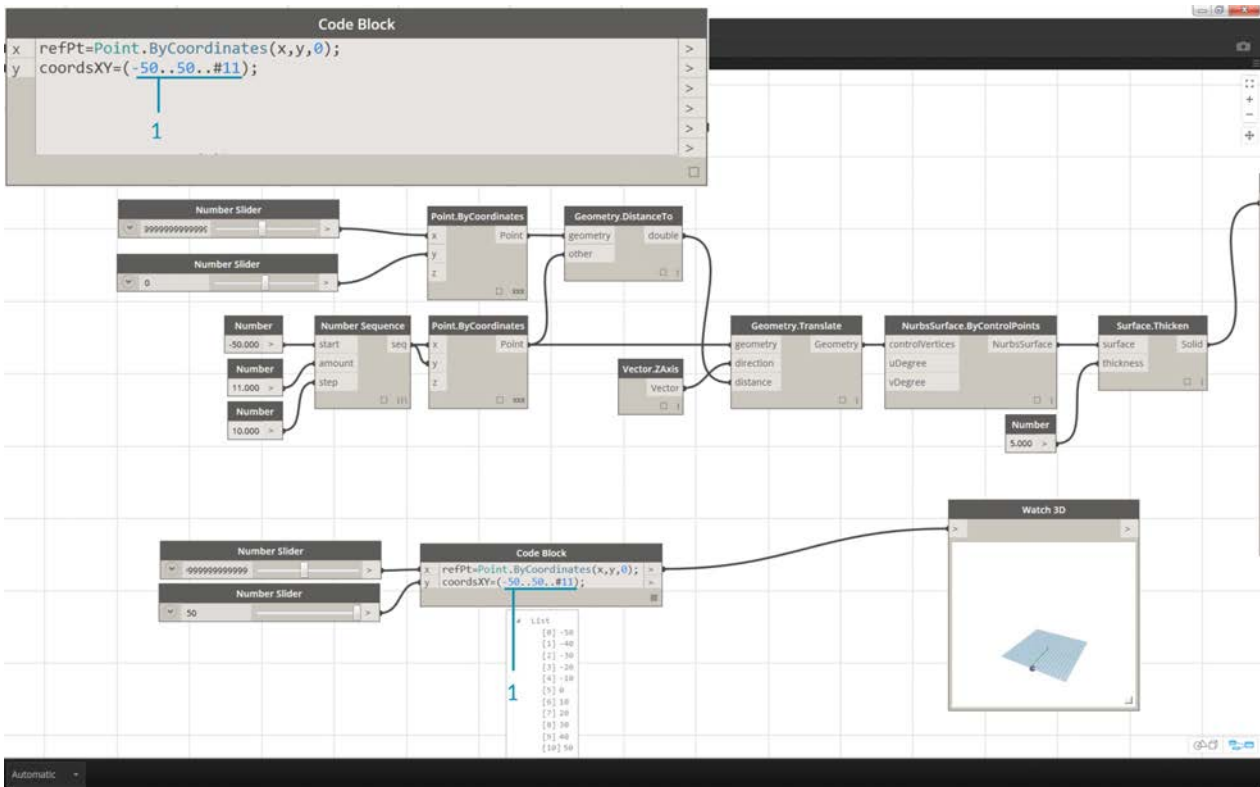 Code Block
x refPt=Point.ByCoordinates(x,y,0); >
y coordsXY=(-50..50..#11); >
>
>
>
>
1
Number Slider
9999999999999 >
Number Slider
0 >
Point.ByCoordinates
x Point
y
z
Geometry.DistanceTo
geometry double
other
Number
-50.000 >
Number
11.000 >
Number
10.000 >
Number Sequence
start seq
amount
step
Point.ByCoordinates
x Point
y
z
Vector.ZAxis
Vector
Geometry.Translate
geometry Geometry
direction
distance
NurbsSurface.ByControlPoints
controlVertices NurbsSurface
uDegree
vDegree
Surface.Thicken
surface Solid
thickness
Number
5.000 >
Number Slider
-999999999999 >
Number Slider
50 >
Code Block
x refPt=Point.ByCoordinates(x,y,0); >
y coordsXY=(-50..50..#11); >
1
List
[0] -50
[1] -40
[2] -30
[3] -20
[4] -10
[5] 0
[6] 10
[7] 20
[8] 30
[9] 40
[10] 50
Watch 3D
> >
Automatic